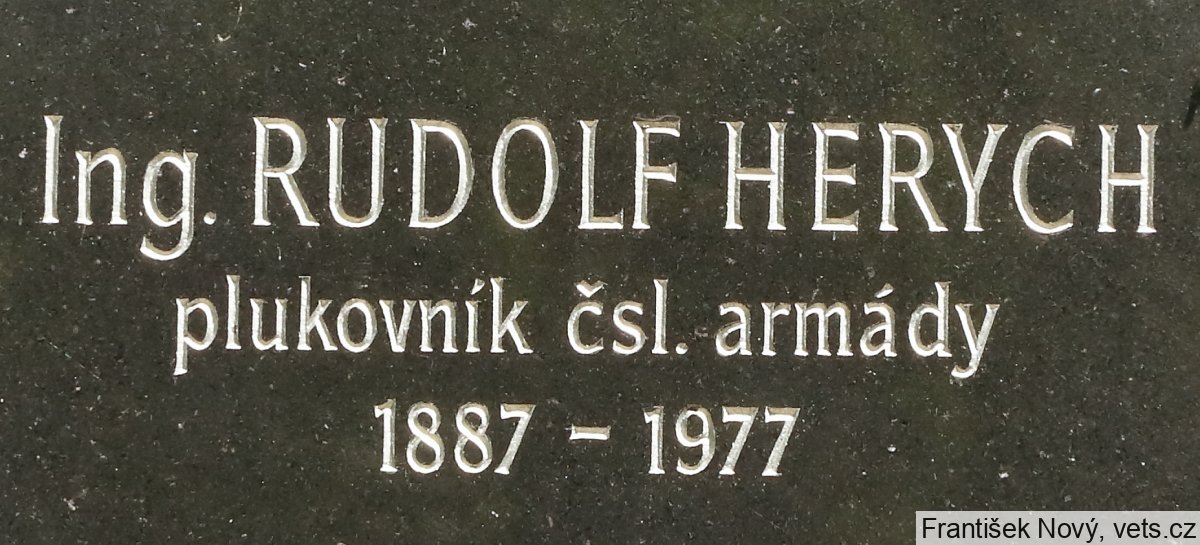 Ing. RUDOLF HERYCH
plukovník čsl. armády
1887 - 1977
František Nový, vets.cz